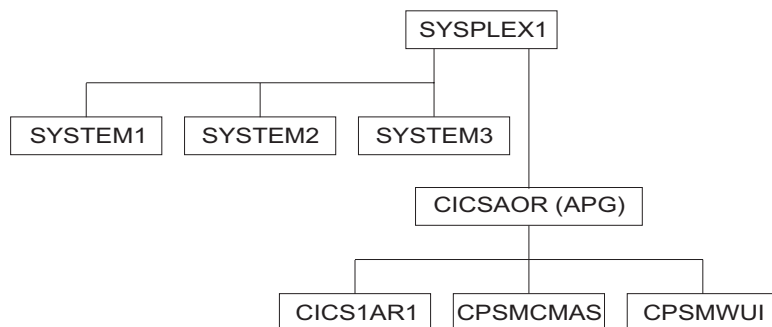 SYSPLEX1
SYSTEM1 SYSTEM2 SYSTEM3
CICSAOR (APG)
CICS1AR1 CPSMCMAS CPSMWUI